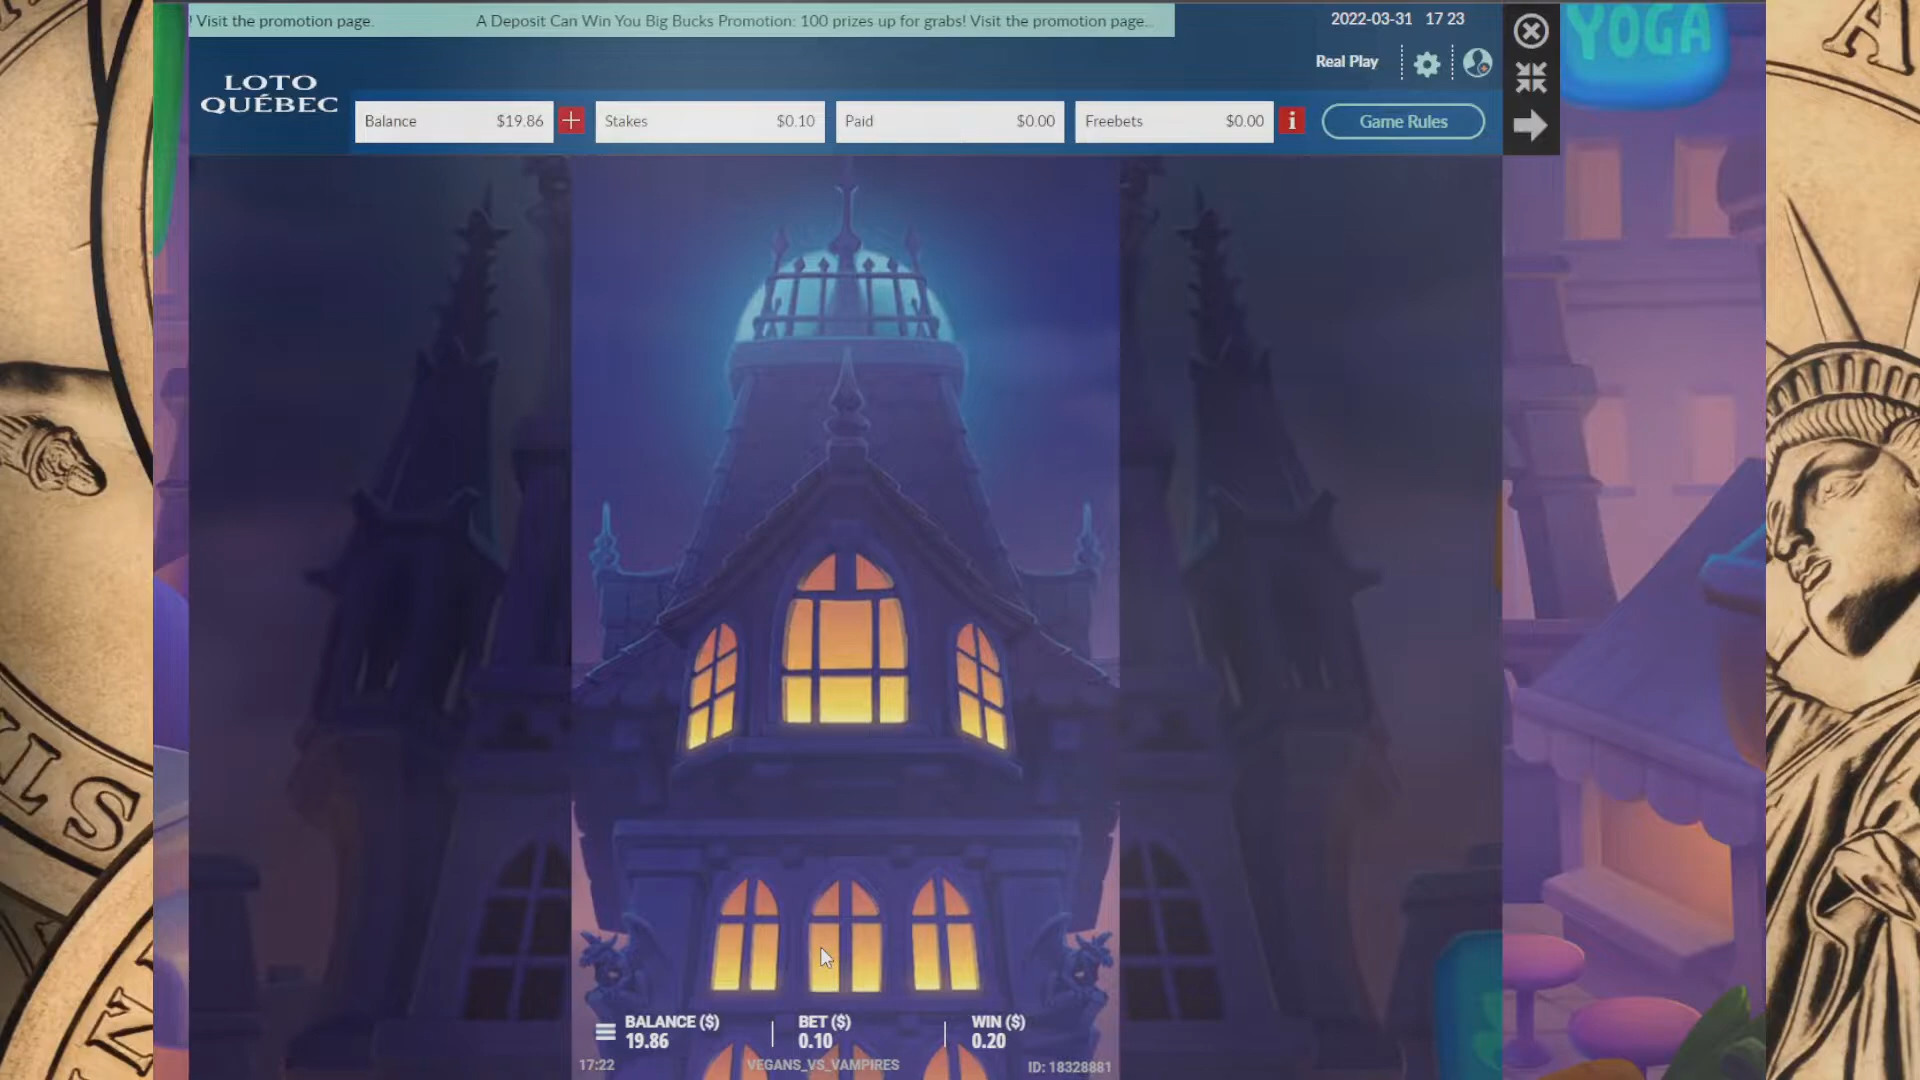 ! Visit the promotion page.
A Deposit Can Win You Big Bucks Promotion: 100 prizes up for grabs! Visit the promotion page...
2022-03-31 17 23
Real Play
LOTO
QUÉBEC
Balance $19.86
Stakes $0.10
Paid $0.00
Freebets $0.00
i
Game Rules
YOGA
BALANCE ($)
19.86
BET ($)
0.10
WIN ($)
0.20
17:22
VEGANS_VS_VAMPIRES
ID: 18328881